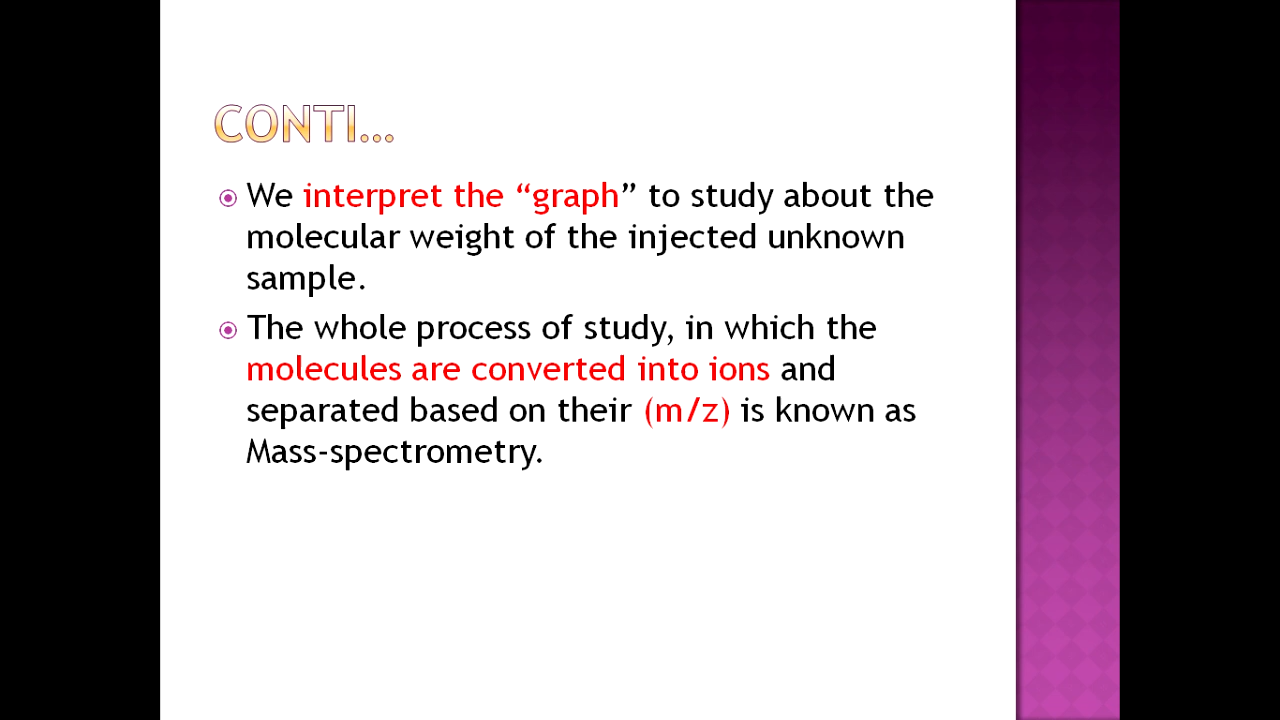 CONTI...
We interpret the “graph” to study about the
molecular weight of the injected unknown
sample.
The whole process of study, in which the
molecules are converted into ions and
separated based on their (m/z) is known as
Mass-spectrometry.